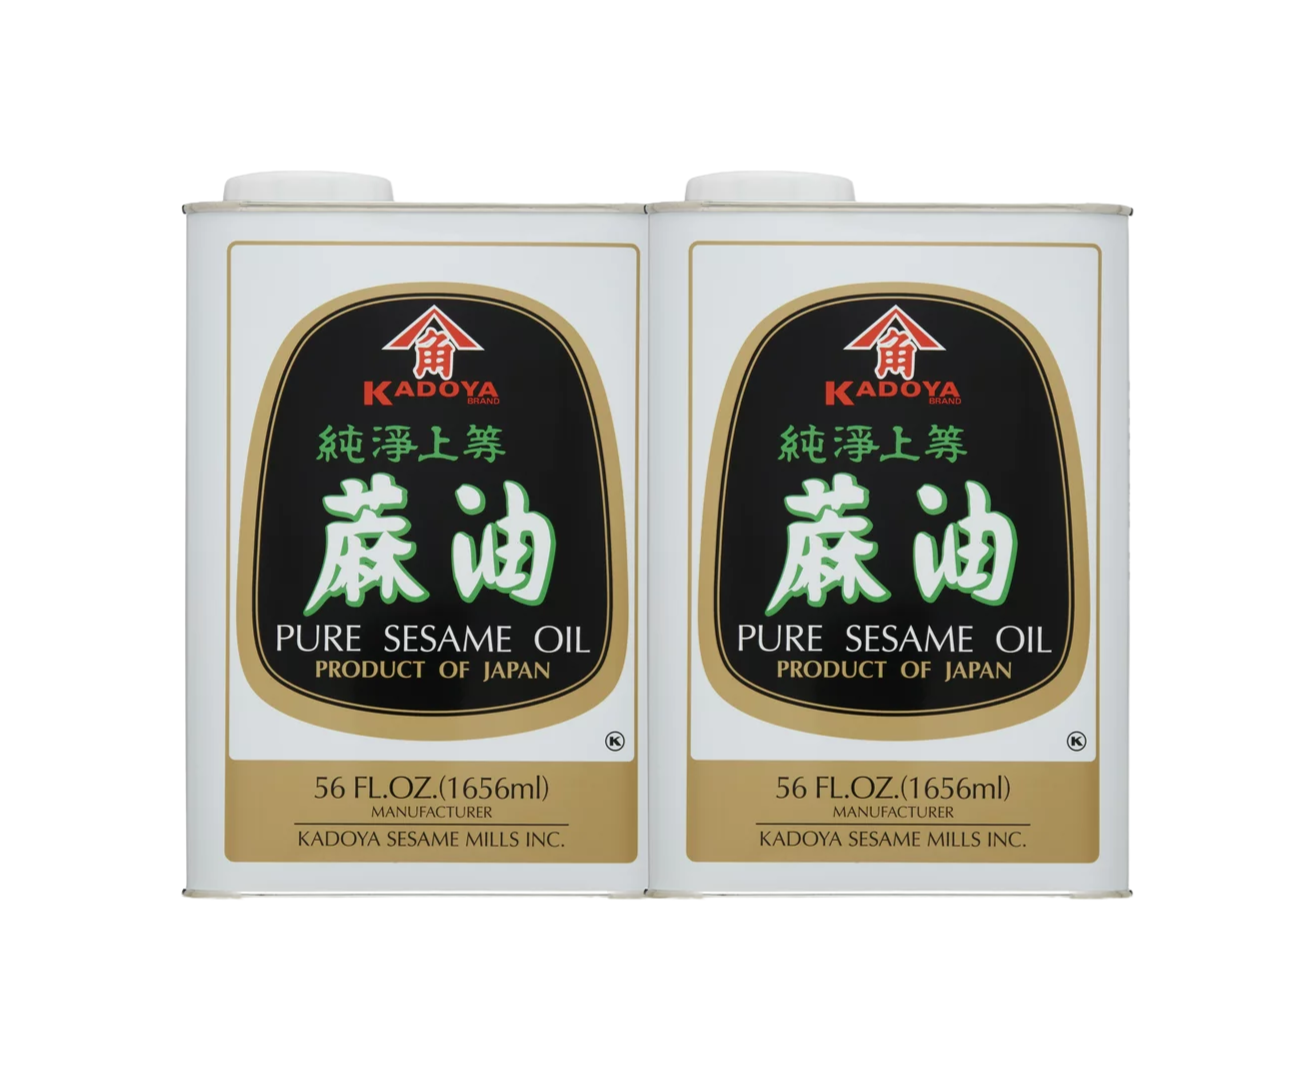 角
KADOYA
BRAND
純淨上等
蔴油
PURE SESAME OIL
PRODUCT OF JAPAN
K
56 FL.OZ.(1656ml)
MANUFACTURER
KADOYA SESAME MILLS INC.
角
KADOYA
BRAND
純淨上等
蔴油
PURE SESAME OIL
PRODUCT OF JAPAN
K
56 FL.OZ.(1656ml)
MANUFACTURER
KADOYA SESAME MILLS INC.